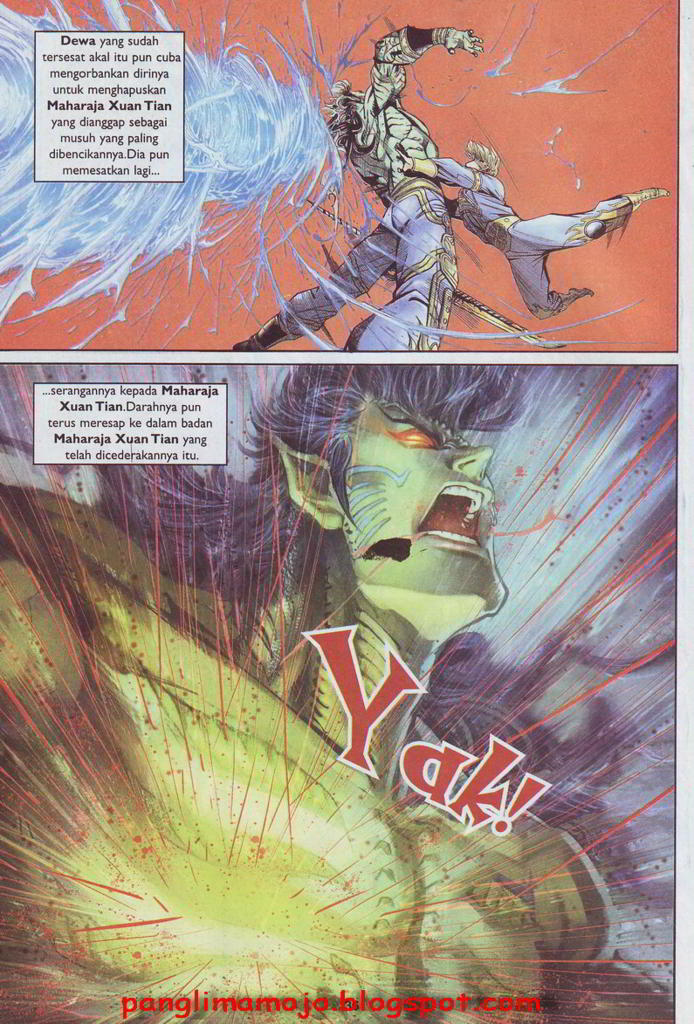 Dewa yang sudah
tersesat akal itu pun cuba
mengorbankan dirinya
untuk menghapuskan
Maharaja Xuan Tian
yang dianggap sebagai
musuh yang paling
dibencikannya.Dia pun
memesatkan lagi...
...serangannya kepada Maharaja
Xuan Tian.Darahnya pun
terus meresap ke dalam badan
Maharaja Xuan Tian yang
telah dicederakannya itu.
Yak!
panglimamojo.blogspot.com